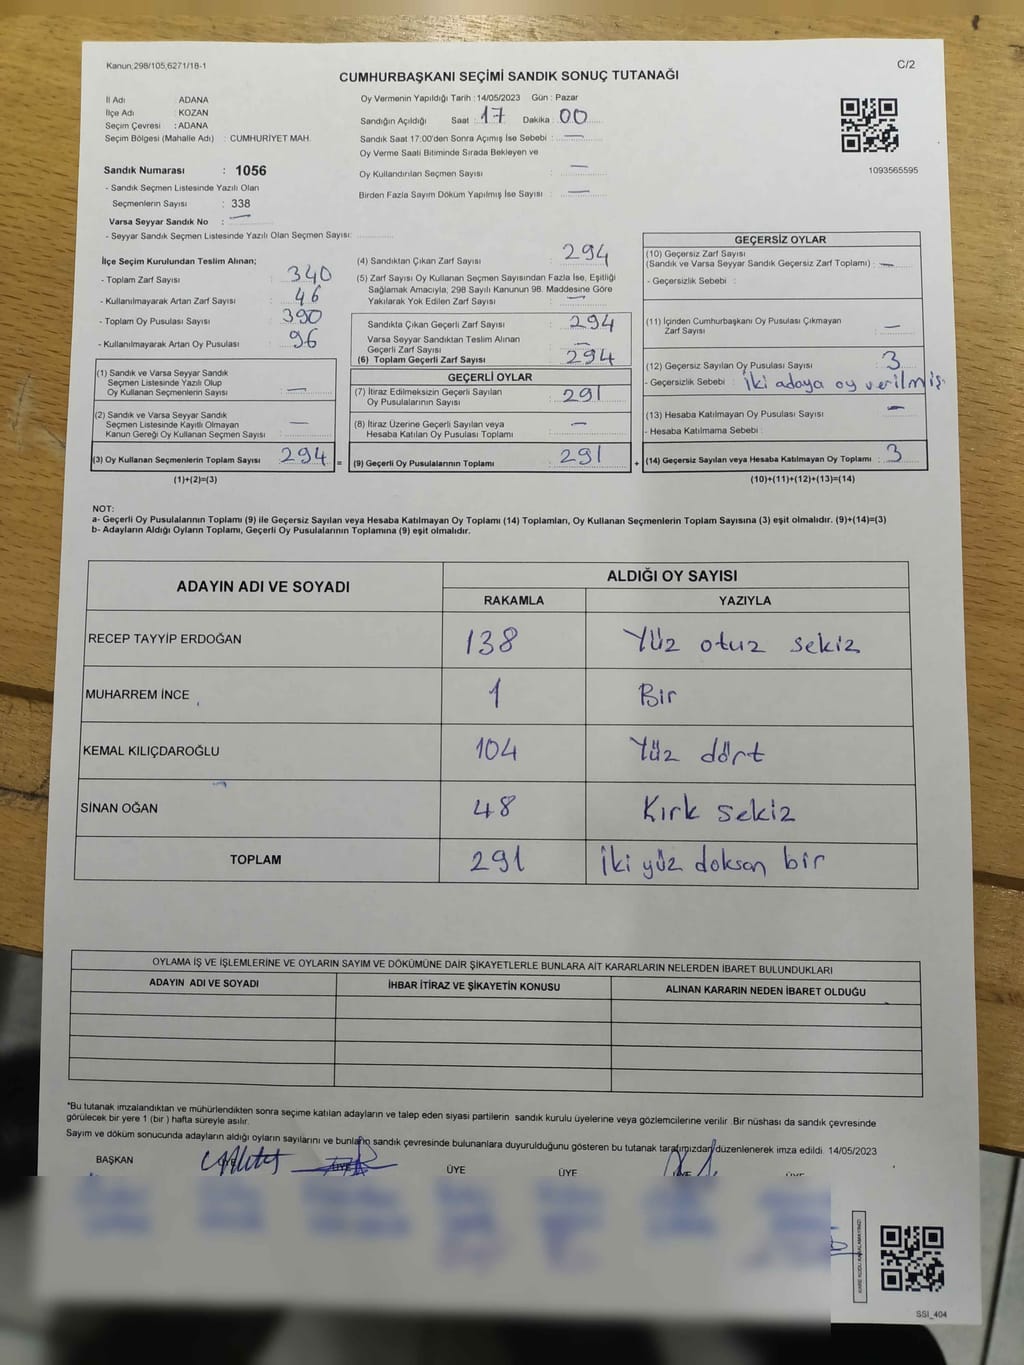 Kanun,298/105,6271/18-1
C/2
CUMHURBAŞKANI SEÇİMİ SANDIK SONUÇ TUTANAĞI
İl Adı : ADANA
İlçe Adı : KOZAN
Seçim Çevresi : ADANA
Seçim Bölgesi (Mahalle Adı) : CUMHURİYET MAH.
Sandık Numarası : 1056
- Sandık Seçmen Listesinde Yazılı Olan
Seçmenlerin Sayısı : 338
Varsa Seyyar Sandık No : —
- Seyyar Sandık Seçmen Listesinde Yazılı Olan Seçmen Sayısı:
Oy Vermenin Yapıldığı Tarih : 14/05/2023 Gün : Pazar
Sandığın Açıldığı Saat : 17 Dakika : 00
Sandık Saat 17:00'den Sonra Açımış İse Sebebi : —
Oy Verme Saati Bitiminde Sırada Bekleyen ve
Oy Kullandırılan Seçmen Sayısı : —
Birden Fazla Sayım Döküm Yapılmış İse Sayısı : —
1093565595
İlçe Seçim Kurulundan Teslim Alınan;
- Toplam Zarf Sayısı : 340
- Kullanılmayarak Artan Zarf Sayısı : 46
- Toplam Oy Pusulası Sayısı : 390
- Kullanılmayarak Artan Oy Pusulası : 96
(1) Sandık ve Varsa Seyyar Sandık
Seçmen Listesinde Yazılı Olup
Oy Kullanan Seçmenlerin Sayısı : —
(2) Sandık ve Varsa Seyyar Sandık
Seçmen Listesinde Kayıtlı Olmayan
Kanun Gereği Oy Kullanan Seçmen Sayısı : —
(3) Oy Kullanan Seçmenlerin Toplam Sayısı : 294 =
(1)+(2)=(3)
(4) Sandıktan Çıkan Zarf Sayısı : 294
(5) Zarf Sayısı Oy Kullanan Seçmen Sayısından Fazla İse, Eşitliği
Sağlamak Amacıyla; 298 Sayılı Kanunun 98. Maddesine Göre
Yakılarak Yok Edilen Zarf Sayısı : —
Sandıkta Çıkan Geçerli Zarf Sayısı : 294
Varsa Seyyar Sandıktan Teslim Alınan
Geçerli Zarf Sayısı : —
(6) Toplam Geçerli Zarf Sayısı : 294
GEÇERLİ OYLAR
(7) İtiraz Edilmeksizin Geçerli Sayılan
Oy Pusulalarının Sayısı : 291
(8) İtiraz Üzerine Geçerli Sayılan veya
Hesaba Katılan Oy Pusulası Toplamı : —
(9) Geçerli Oy Pusulalarının Toplamı : 291 +
GEÇERSİZ OYLAR
(10) Geçersiz Zarf Sayısı
(Sandık ve Varsa Seyyar Sandık Geçersiz Zarf Toplamı) : —
- Geçersizlik Sebebi :
(11) İçinden Cumhurbaşkanı Oy Pusulası Çıkmayan
Zarf Sayısı : —
(12) Geçersiz Sayılan Oy Pusulası Sayısı : 3
- Geçersizlik Sebebi : İki adaya oy verilmiş.
(13) Hesaba Katılmayan Oy Pusulası Sayısı : —
- Hesaba Katılmama Sebebi :
(14) Geçersiz Sayılan veya Hesaba Katılmayan Oy Toplamı : 3
(10)+(11)+(12)+(13)=(14)
NOT:
a- Geçerli Oy Pusulalarının Toplamı (9) ile Geçersiz Sayılan veya Hesaba Katılmayan Oy Toplamı (14) Toplamları, Oy Kullanan Seçmenlerin Toplam Sayısına (3) eşit olmalıdır. (9)+(14)=(3)
b- Adayların Aldığı Oyların Toplamı, Geçerli Oy Pusulalarının Toplamına (9) eşit olmalıdır.
ADAYIN ADI VE SOYADI
ALDIĞI OY SAYISI
RAKAMLA YAZIYLA
RECEP TAYYİP ERDOĞAN 138 Yüz otuz sekiz
MUHARREM İNCE 1 Bir
KEMAL KILIÇDAROĞLU 104 Yüz dört
SİNAN OĞAN 48 Kırk sekiz
TOPLAM 291 İki yüz doksan bir
OYLAMA İŞ VE İŞLEMLERİNE VE OYLARIN SAYIM VE DÖKÜMÜNE DAİR ŞİKAYETLERLE BUNLARA AİT KARARLARIN NELERDEN İBARET BULUNDUKLARI
ADAYIN ADI VE SOYADI İHBAR İTİRAZ VE ŞİKAYETİN KONUSU ALINAN KARARIN NEDEN İBARET OLDUĞU
*Bu tutanak imzalandıktan ve mühürlendikten sonra seçime katılan adayların ve talep eden siyasi partilerin sandık kurulu üyelerine veya gözlemcilerine verilir. Bir nüshası da sandık çevresinde
görülecek bir yere 1 (bir) hafta süreyle asılır.
Sayım ve döküm sonucunda adayların aldığı oyların sayılarını ve bunların sandık çevresinde bulunanlara duyurulduğunu gösteren bu tutanak tarafımızdan düzenlenerek imza edildi. 14/05/2023
BAŞKAN ÜYE ÜYE ÜYE ÜYE
SSI_404